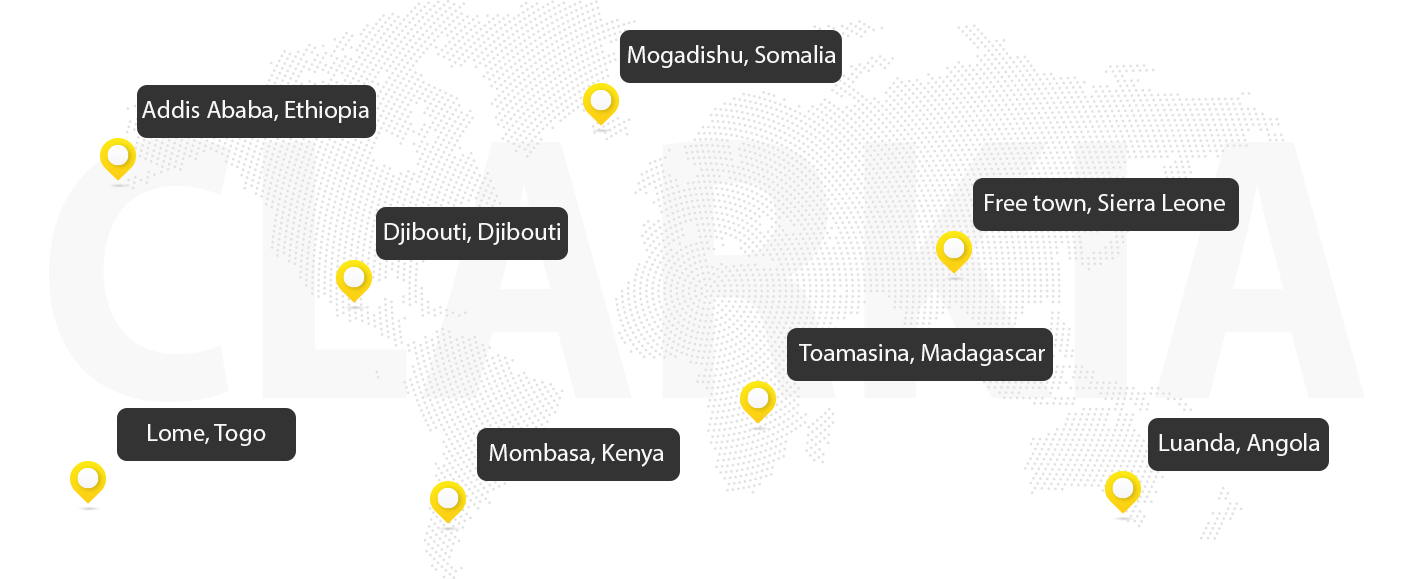 Mogadishu, Somalia
Addis Ababa, Ethiopia
CLARKIA
Free town, Sierra Leone
Djibouti, Djibouti
Toamasina, Madagascar
Lome, Togo
Mombasa, Kenya
Luanda, Angola